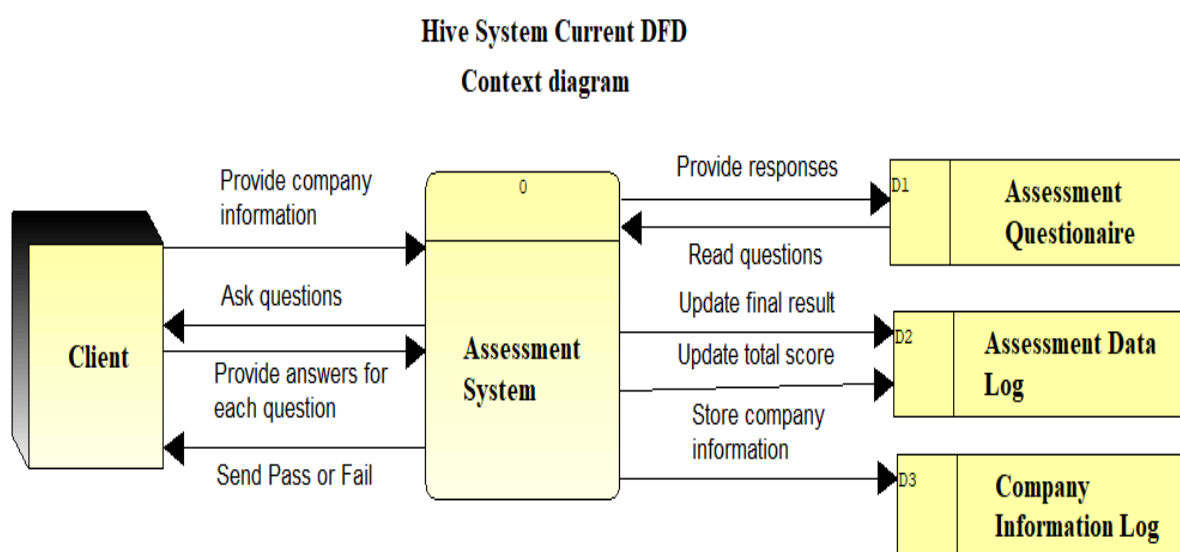 Hive System Current DFD
Context diagram
Provide company
information
Ask questions
Provide answers for
each question
Send Pass or Fail
Client
0
Assessment
System
Provide responses
Read questions
Update final result
Update total score
Store company
information
D1
Assessment
Questionaire
D2
Assessment Data
Log
D3
Company
Information Log